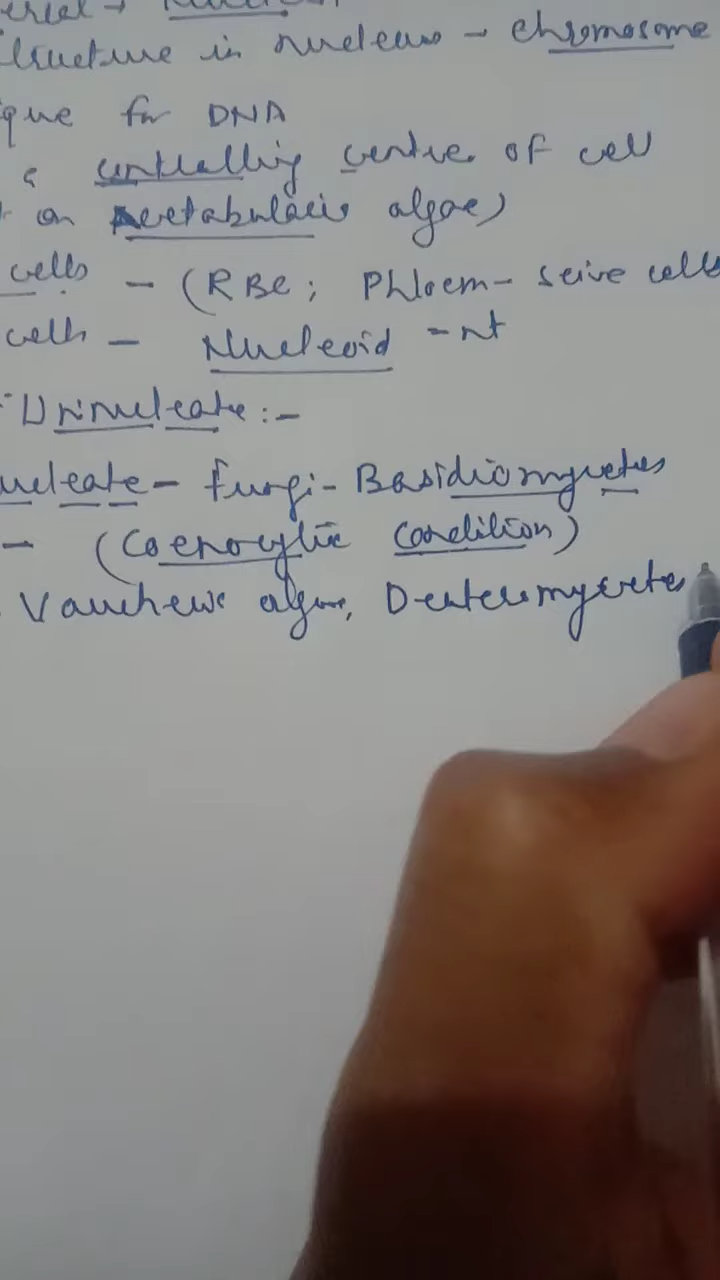 structure in nucleus - chromosome
que for DNA
controlling centre of cell
on Acetabularia algae)
cells - (RBC; Phloem - seive cells
cells - Nucleoid = nt
Uninucleate :-
ucleate - fungi - Basidiomycetes
- (Coenocytic condition)
Vaucheria algae, Deuteromycetes